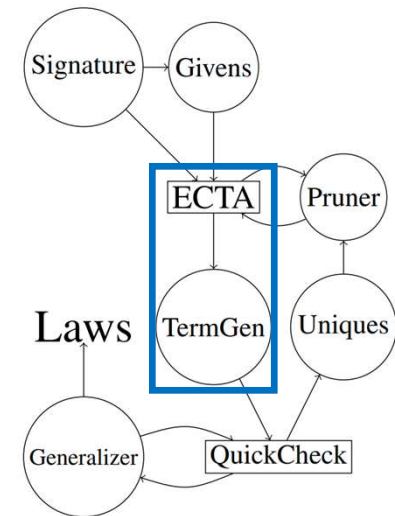 Signature
Givens
ECTA
Pruner
Laws
TermGen
Uniques
Generalizer
QuickCheck